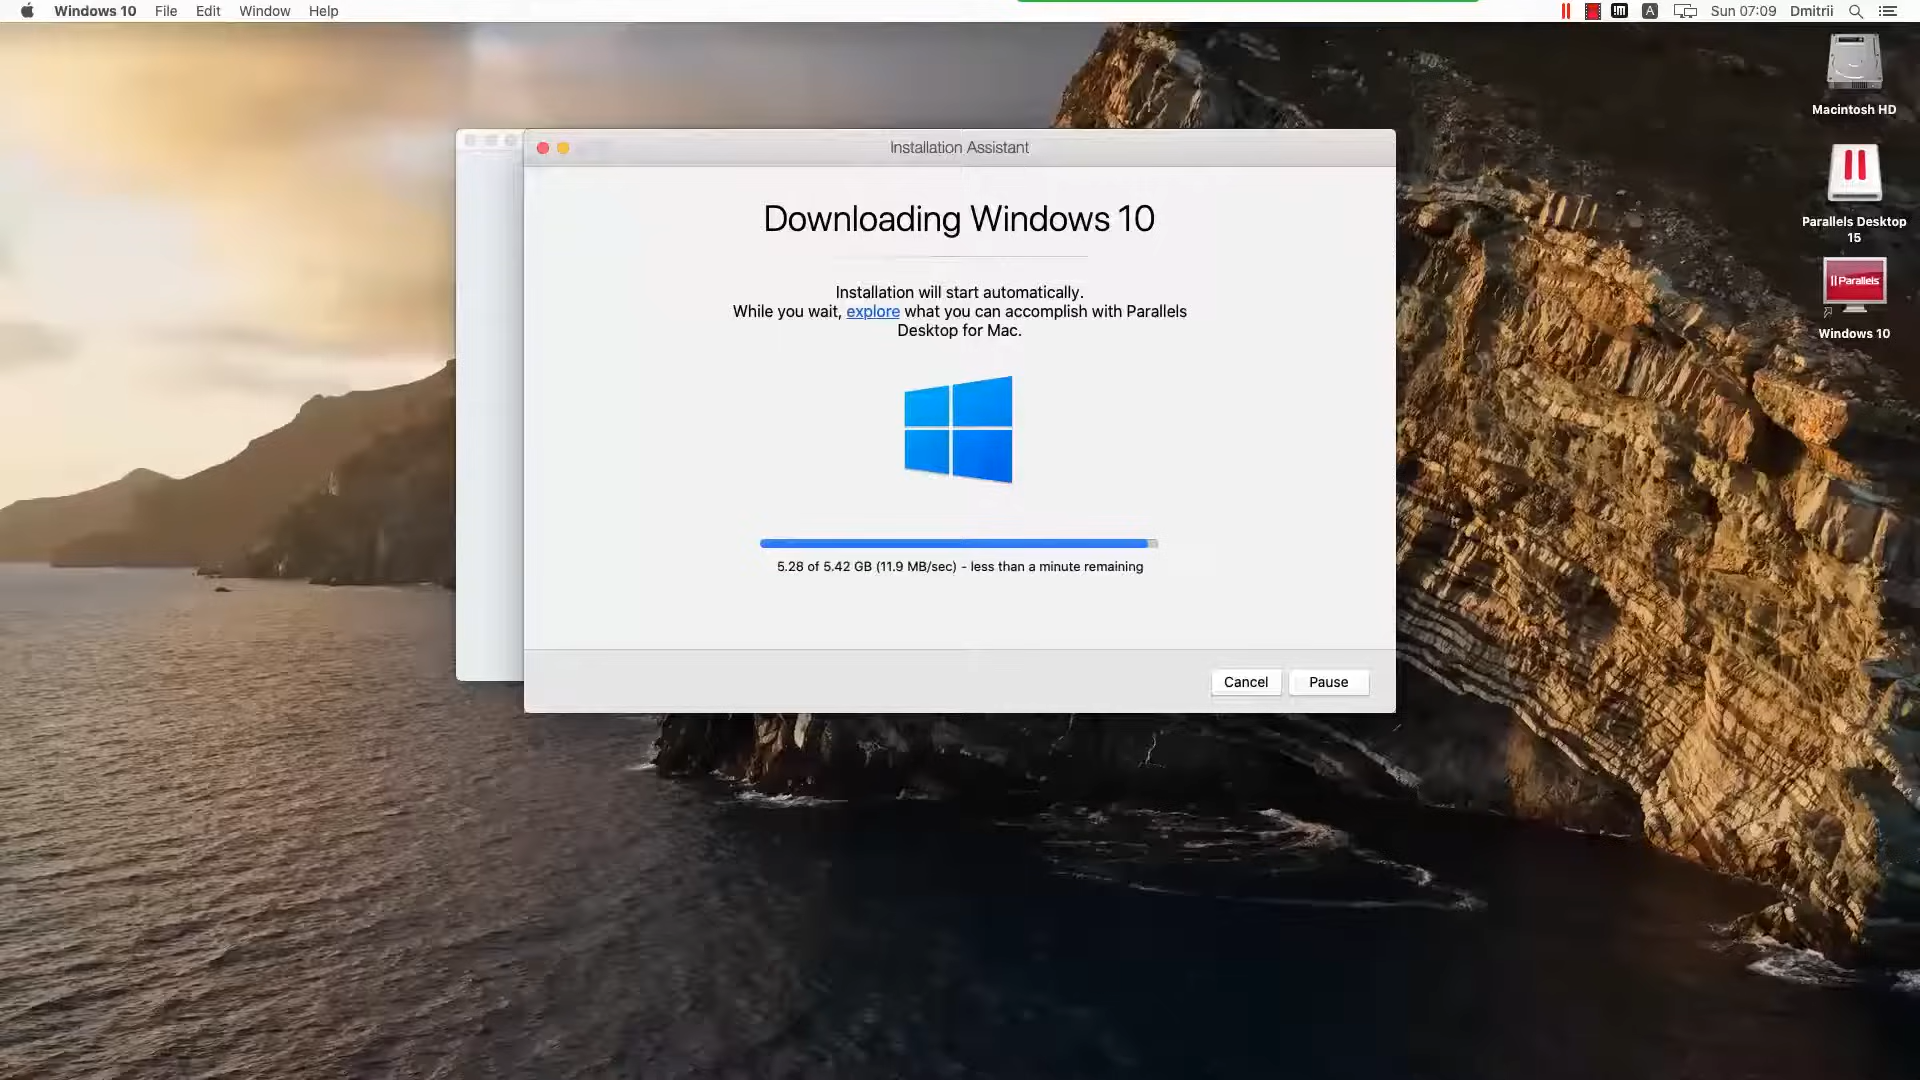 Windows 10 File Edit Window Help
A Sun 07:09 Dmitrii
Macintosh HD
Parallels Desktop
15
Parallels
Windows 10
Installation Assistant
Downloading Windows 10
Installation will start automatically.
While you wait, explore what you can accomplish with Parallels
Desktop for Mac.
5.28 of 5.42 GB (11.9 MB/sec) - less than a minute remaining
Cancel Pause